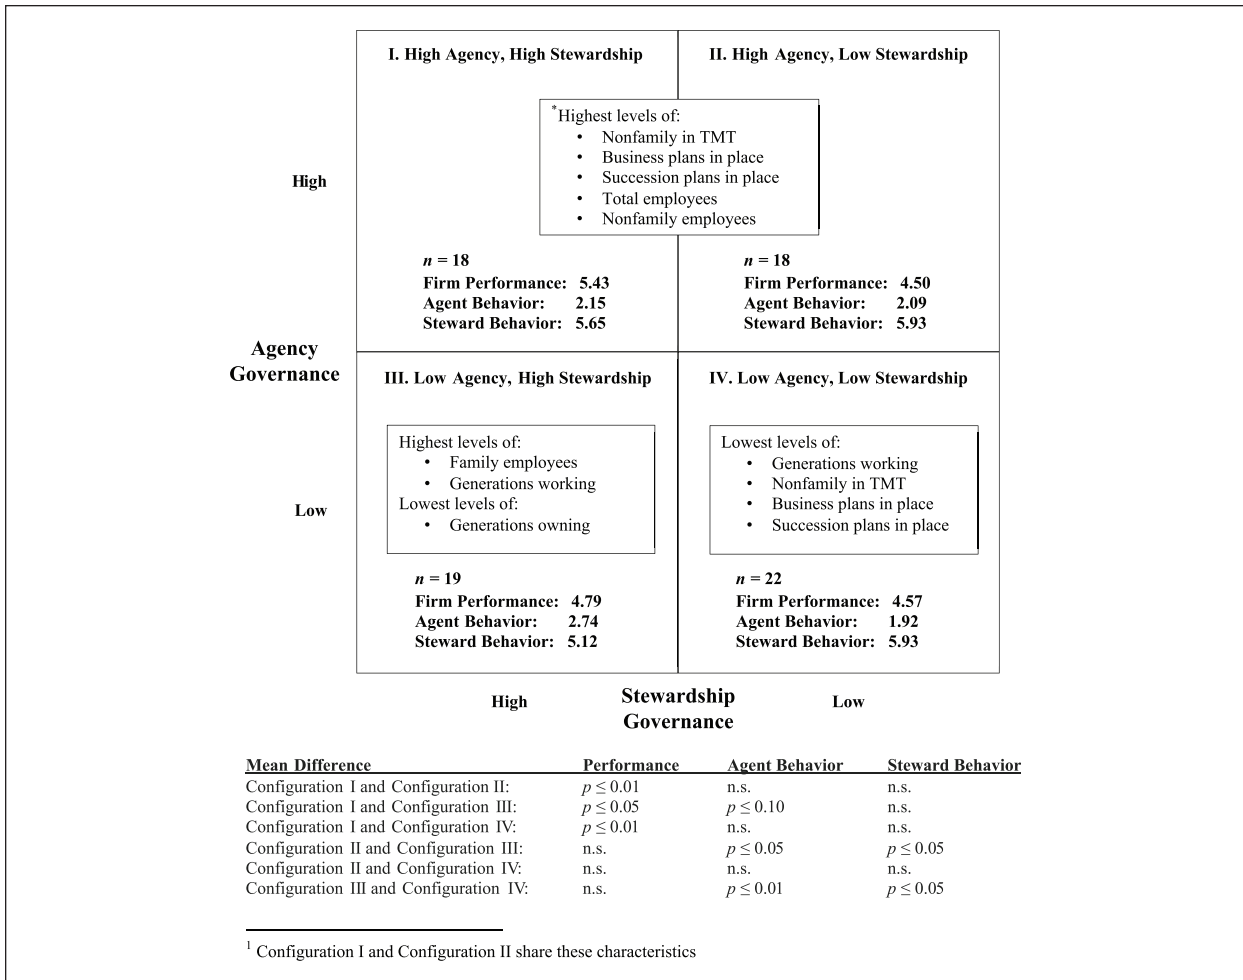 I. High Agency, High Stewardship
II. High Agency, Low Stewardship
*Highest levels of:
• Nonfamily in TMT
• Business plans in place
• Succession plans in place
• Total employees
• Nonfamily employees
High
n = 18
Firm Performance: 5.43
Agent Behavior: 2.15
Steward Behavior: 5.65
n = 18
Firm Performance: 4.50
Agent Behavior: 2.09
Steward Behavior: 5.93
Agency
Governance
III. Low Agency, High Stewardship
IV. Low Agency, Low Stewardship
Highest levels of:
• Family employees
• Generations working
Lowest levels of:
• Generations owning
Lowest levels of:
• Generations working
• Nonfamily in TMT
• Business plans in place
• Succession plans in place
Low
n = 19
Firm Performance: 4.79
Agent Behavior: 2.74
Steward Behavior: 5.12
n = 22
Firm Performance: 4.57
Agent Behavior: 1.92
Steward Behavior: 5.93
High
Stewardship
Governance
Low
Mean Difference Performance Agent Behavior Steward Behavior
Configuration I and Configuration II: p ≤ 0.01 n.s. n.s.
Configuration I and Configuration III: p ≤ 0.05 p ≤ 0.10 n.s.
Configuration I and Configuration IV: p ≤ 0.01 n.s. n.s.
Configuration II and Configuration III: n.s. p ≤ 0.05 p ≤ 0.05
Configuration II and Configuration IV: n.s. n.s. n.s.
Configuration III and Configuration IV: n.s. p ≤ 0.01 p ≤ 0.05
1 Configuration I and Configuration II share these characteristics